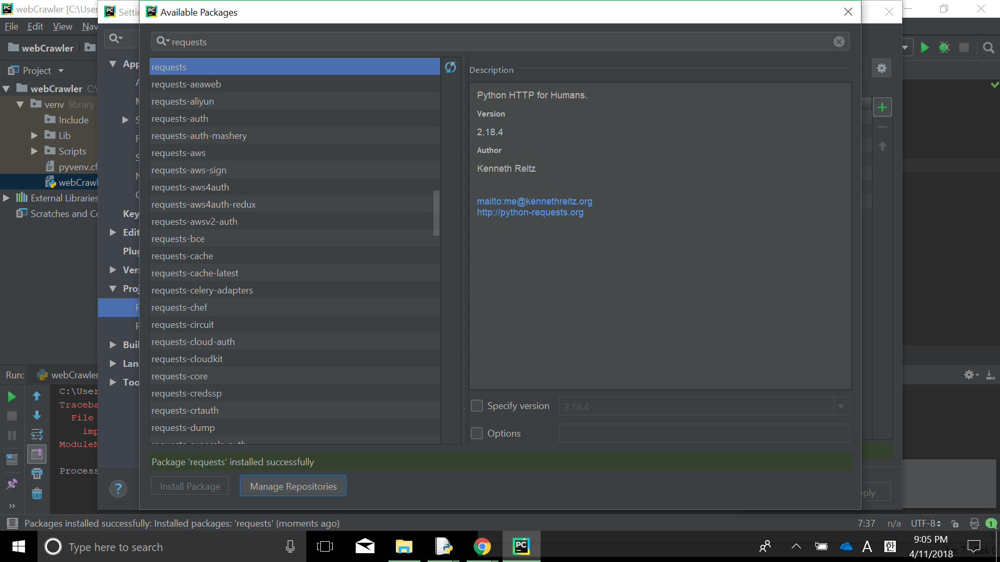 webCrawler [C:\User
Settin
Available Packages
File Edit View Nav
requests
webCrawler
Project
webCrawler C:\
venv library
Include
Lib
Scripts
pyvenv.cf
webCrawl
External Libraries
Scratches and Co
App
Key
Edit
Plug
Vers
Proj
Buil
Lang
Too
requests
requests-aeaweb
requests-aliyun
requests-auth
requests-auth-mashery
requests-aws
requests-aws-sign
requests-aws4auth
requests-aws4auth-redux
requests-awsv2-auth
requests-bce
requests-cache
requests-cache-latest
requests-celery-adapters
requests-chef
requests-circuit
requests-cloud-auth
requests-cloudkit
requests-core
requests-credssp
requests-crtauth
requests-dump
Description
Python HTTP for Humans.
Version
2.18.4
Author
Kenneth Reitz
mailto:me@kennethreitz.org
http://python-requests.org
Specify version 2.18.4
Options
Package 'requests' installed successfully
Install Package Manage Repositories
pply
Run: webCrawler
C:\User
Traceba
File
imp
ModuleN
Process
Packages installed successfully: Installed packages: 'requests' (moments ago)
7:37 n/a UTF-8 1
Type here to search
A 한
9:05 PM
4/11/2018